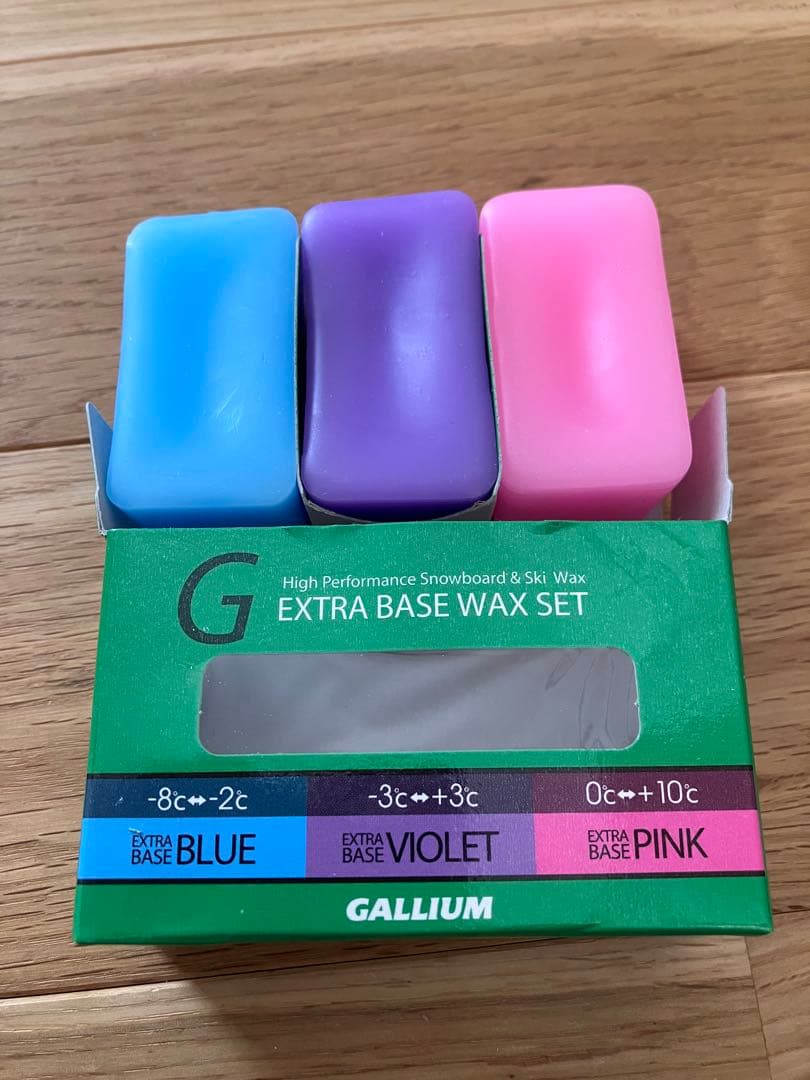 G
High Performance Snowboard & Ski Wax
EXTRA BASE WAX SET
-8℃⬌-2℃
-3℃⬌+3℃
0℃⬌+10℃
EXTRA BASE BLUE
EXTRA BASE VIOLET
EXTRA BASE PINK
GALLIUM